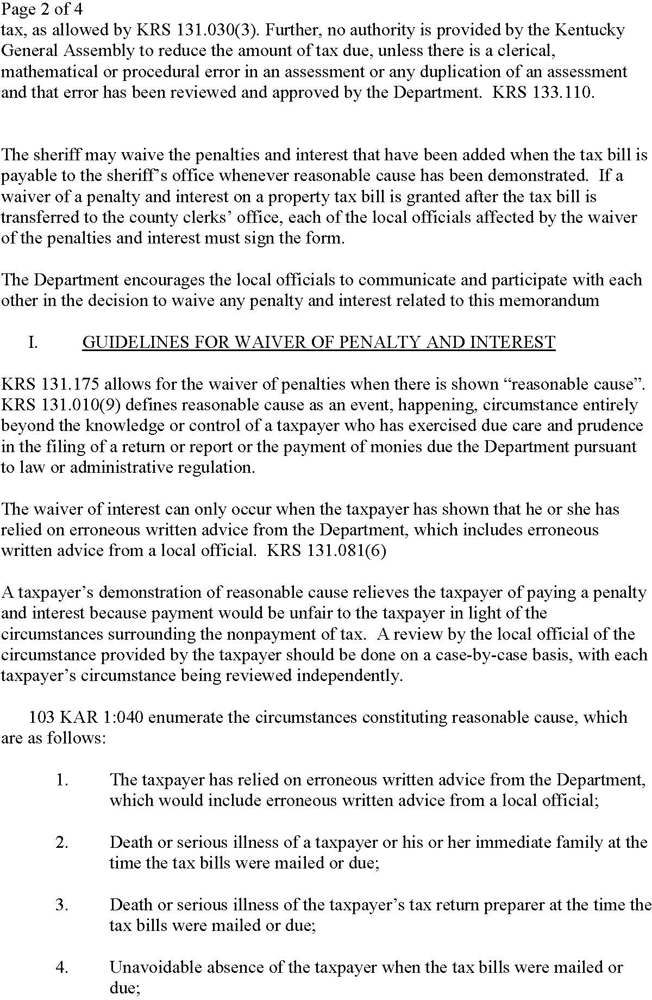 Page 2 of 4
tax, as allowed by KRS 131.030(3). Further, no authority is provided by the Kentucky
General Assembly to reduce the amount of tax due, unless there is a clerical,
mathematical or procedural error in an assessment or any duplication of an assessment
and that error has been reviewed and approved by the Department.  KRS 133.110.
The sheriff may waive the penalties and interest that have been added when the tax bill is
payable to the sheriff’s office whenever reasonable cause has been demonstrated.  If a
waiver of a penalty and interest on a property tax bill is granted after the tax bill is
transferred to the county clerks’ office, each of the local officials affected by the waiver
of the penalties and interest must sign the form.
The Department encourages the local officials to communicate and participate with each
other in the decision to waive any penalty and interest related to this memorandum
I. GUIDELINES FOR WAIVER OF PENALTY AND INTEREST
KRS 131.175 allows for the waiver of penalties when there is shown “reasonable cause”.
KRS 131.010(9) defines reasonable cause as an event, happening, circumstance entirely
beyond the knowledge or control of a taxpayer who has exercised due care and prudence
in the filing of a return or report or the payment of monies due the Department pursuant
to law or administrative regulation.
The waiver of interest can only occur when the taxpayer has shown that he or she has
relied on erroneous written advice from the Department, which includes erroneous
written advice from a local official.  KRS 131.081(6)
A taxpayer’s demonstration of reasonable cause relieves the taxpayer of paying a penalty
and interest because payment would be unfair to the taxpayer in light of the
circumstances surrounding the nonpayment of tax.  A review by the local official of the
circumstance provided by the taxpayer should be done on a case-by-case basis, with each
taxpayer’s circumstance being reviewed independently.
103 KAR 1:040 enumerate the circumstances constituting reasonable cause, which
are as follows:
1. The taxpayer has relied on erroneous written advice from the Department,
which would include erroneous written advice from a local official;
2. Death or serious illness of a taxpayer or his or her immediate family at the
time the tax bills were mailed or due;
3. Death or serious illness of the taxpayer’s tax return preparer at the time the
tax bills were mailed or due;
4. Unavoidable absence of the taxpayer when the tax bills were mailed or
due;